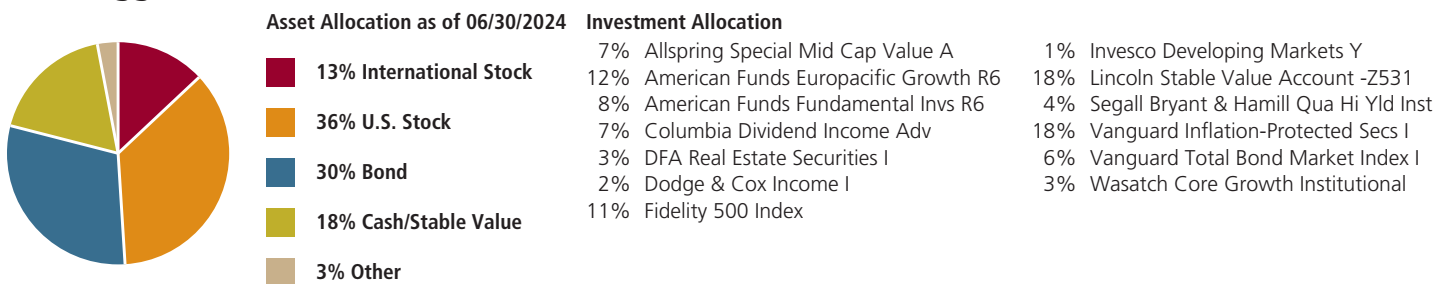 Asset Allocation as of 06/30/2024
13% International Stock
36% U.S. Stock
30% Bond
18% Cash/Stable Value
3% Other
Investment Allocation
7% Allspring Special Mid Cap Value A
12% American Funds Europacific Growth R6
8% American Funds Fundamental Invs R6
7% Columbia Dividend Income Adv
3% DFA Real Estate Securities I
2% Dodge & Cox Income I
11% Fidelity 500 Index
1% Invesco Developing Markets Y
18% Lincoln Stable Value Account -Z531
4% Segall Bryant & Hamill Qua Hi Yld Inst
18% Vanguard Inflation-Protected Secs I
6% Vanguard Total Bond Market Index I
3% Wasatch Core Growth Institutional